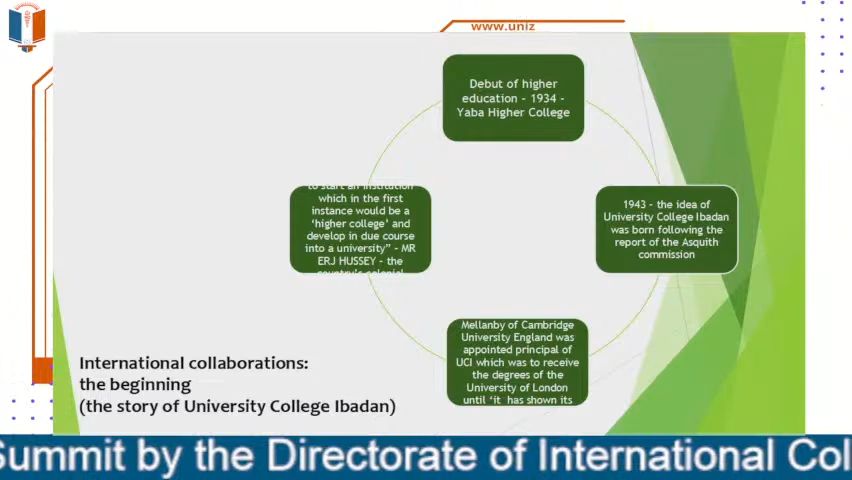 www.uniz
Debut of higher
education - 1934 -
Yaba Higher College
to start an institution
which in the first
instance would be a
‘higher college’ and
develop in due course
into a university” - MR
ERJ HUSSEY - the
country’s colonial
1943 - the idea of
University College Ibadan
was born following the
report of the Asquith
commission
Mellanby of Cambridge
University England was
appointed principal of
UCI which was to receive
the degrees of the
University of London
until ‘it has shown its
International collaborations:
the beginning
(the story of University College Ibadan)
Summit by the Directorate of International Col